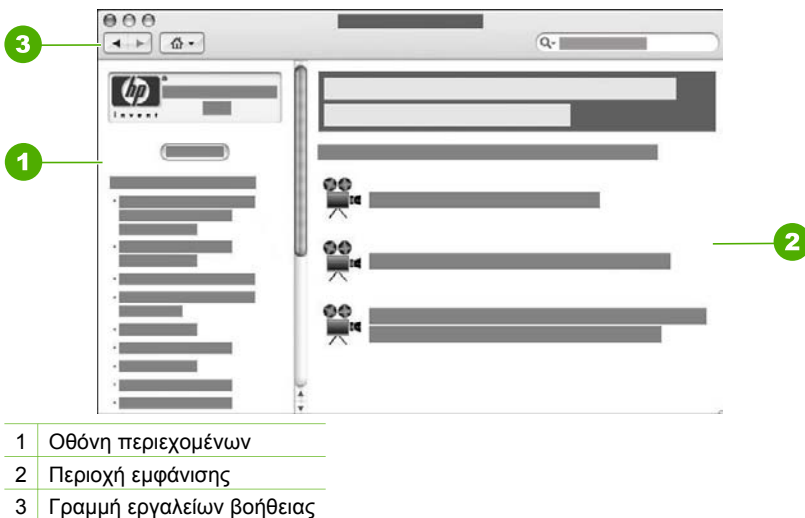 3
hp
®
invent
1
2
1 Οθόνη περιεχομένων
2 Περιοχή εμφάνισης
3 Γραμμή εργαλείων βοήθειας